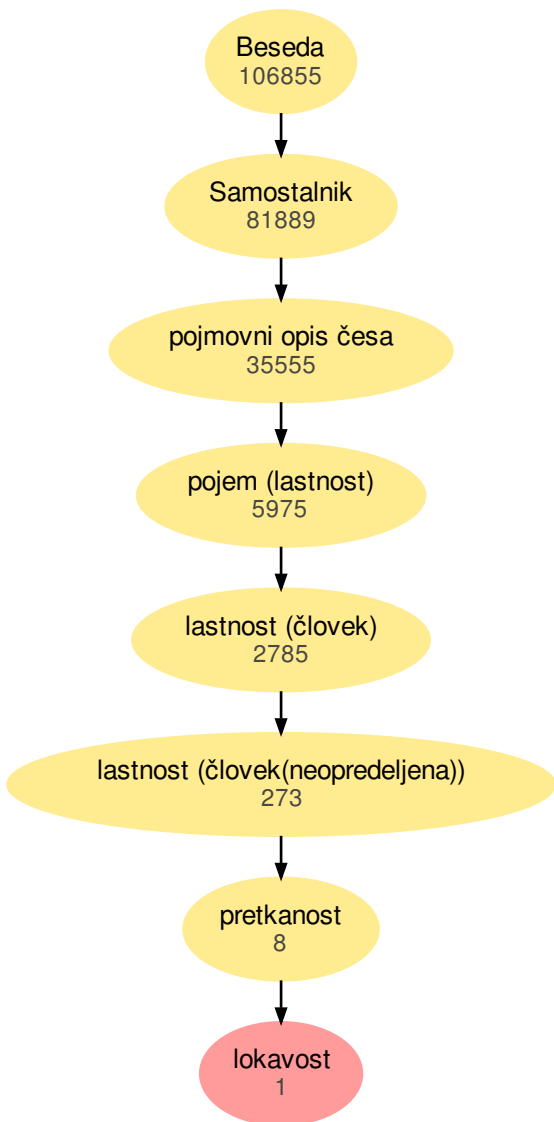 Beseda
106855
Samostalnik
81889
pojmovni opis česa
35555
pojem (lastnost)
5975
lastnost (človek)
2785
lastnost (človek(neopredeljena))
273
pretkanost
8
lokavost
1